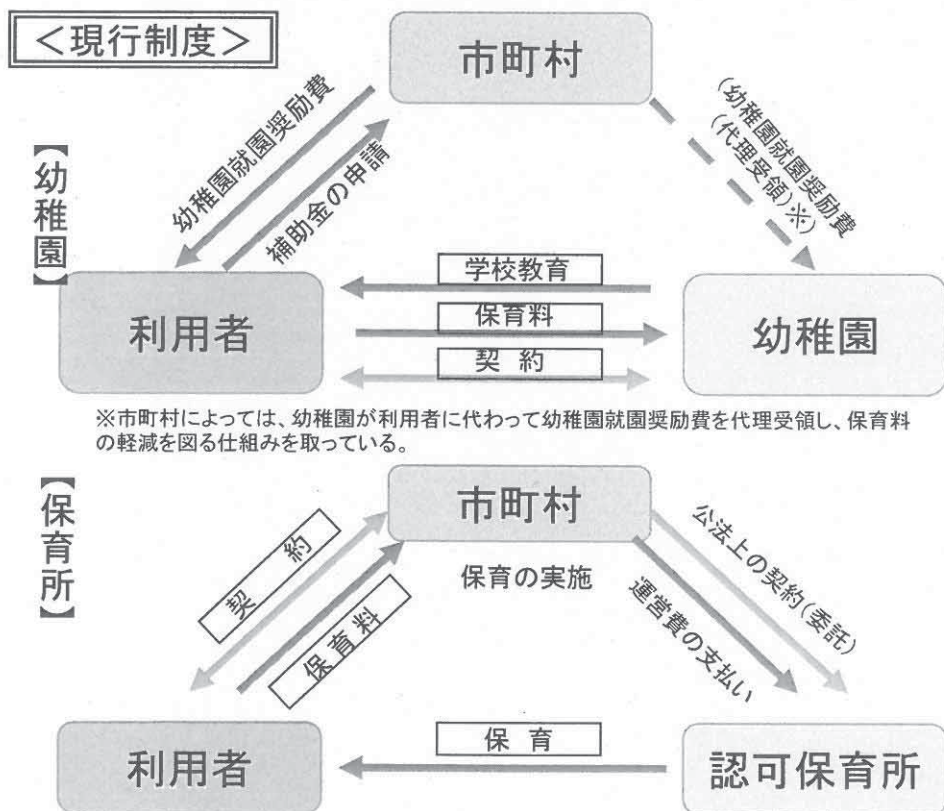 ＜現行制度＞
市町村
【幼稚園】
幼稚園就園奨励費
補助金の申請
(幼稚園就園奨励費
(代理受領)※)
学校教育
利用者
保育料
幼稚園
契 約
※市町村によっては、幼稚園が利用者に代わって幼稚園就園奨励費を代理受領し、保育料
の軽減を図る仕組みを取っている。
【保育所】
市町村
契 約
保育料
保育の実施
公法上の契約(委託)
運営費の支払い
利用者
保 育
認可保育所